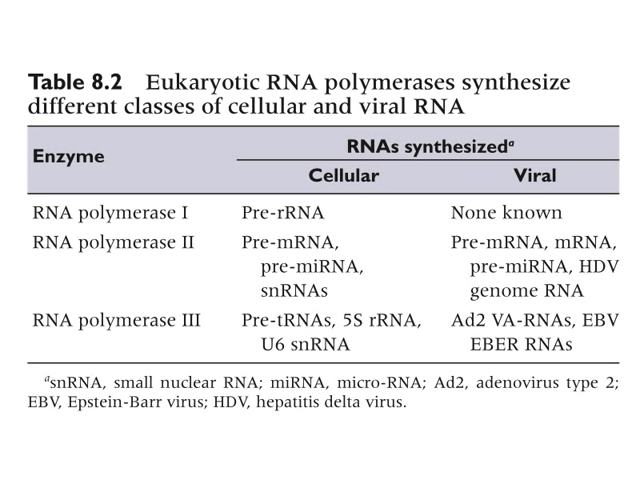 Table 8.2 Eukaryotic RNA polymerases synthesize
different classes of cellular and viral RNA
Enzyme RNAs synthesizedᵃ
Cellular Viral
RNA polymerase I Pre-rRNA None known
RNA polymerase II Pre-mRNA, Pre-mRNA, mRNA,
pre-miRNA, pre-miRNA, HDV
snRNAs genome RNA
RNA polymerase III Pre-tRNAs, 5S rRNA, Ad2 VA-RNAs, EBV
U6 snRNA EBER RNAs
ᵃsnRNA, small nuclear RNA; miRNA, micro-RNA; Ad2, adenovirus type 2;
EBV, Epstein-Barr virus; HDV, hepatitis delta virus.